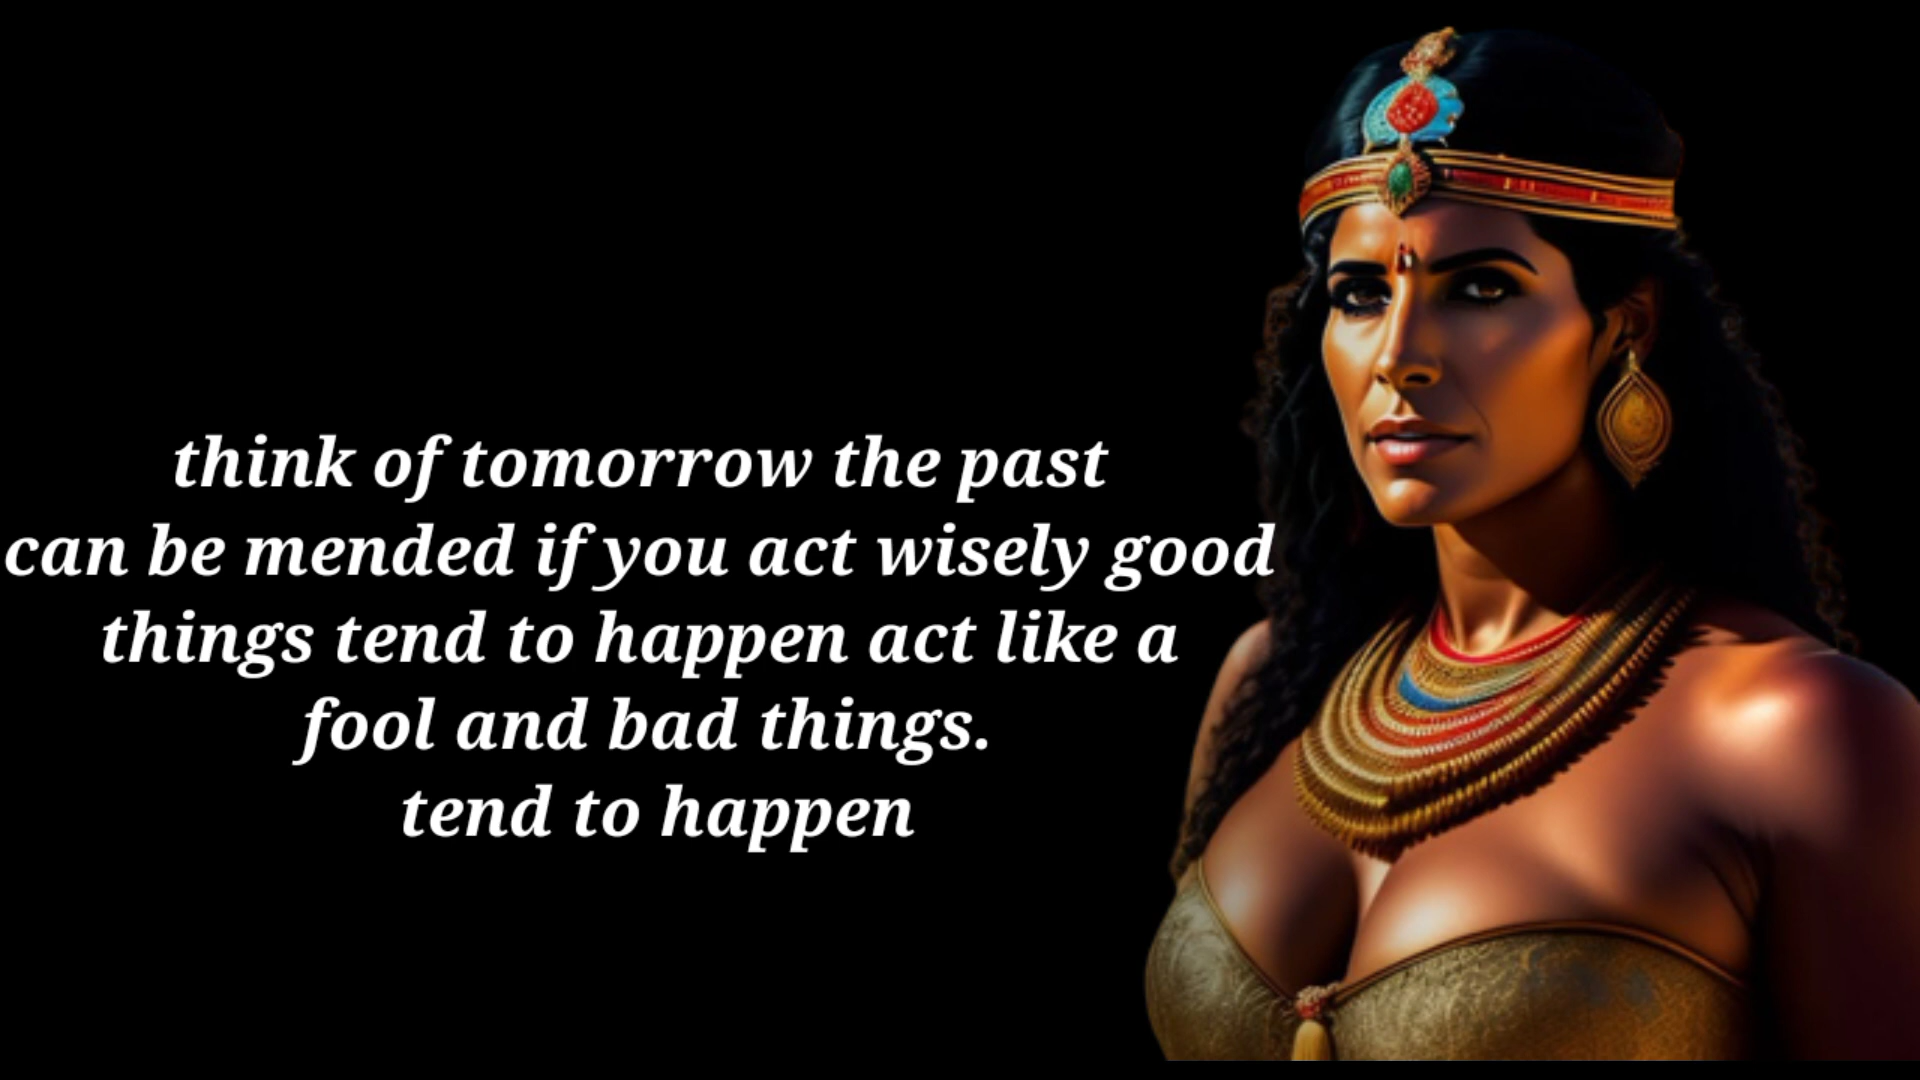 think of tomorrow the past
can be mended if you act wisely good
things tend to happen act like a
fool and bad things.
tend to happen